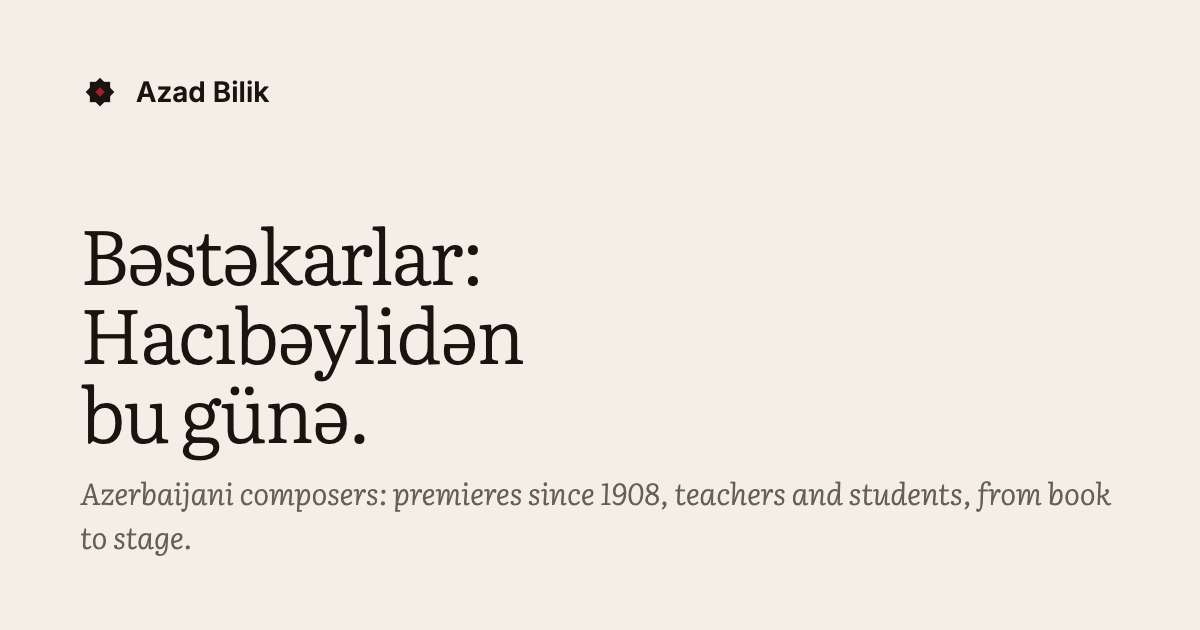 Azad Bilik
Bəstəkarlar:
Hacıbəylidən
bu günə.
Azerbaijani composers: premieres since 1908, teachers and students, from book
to stage.